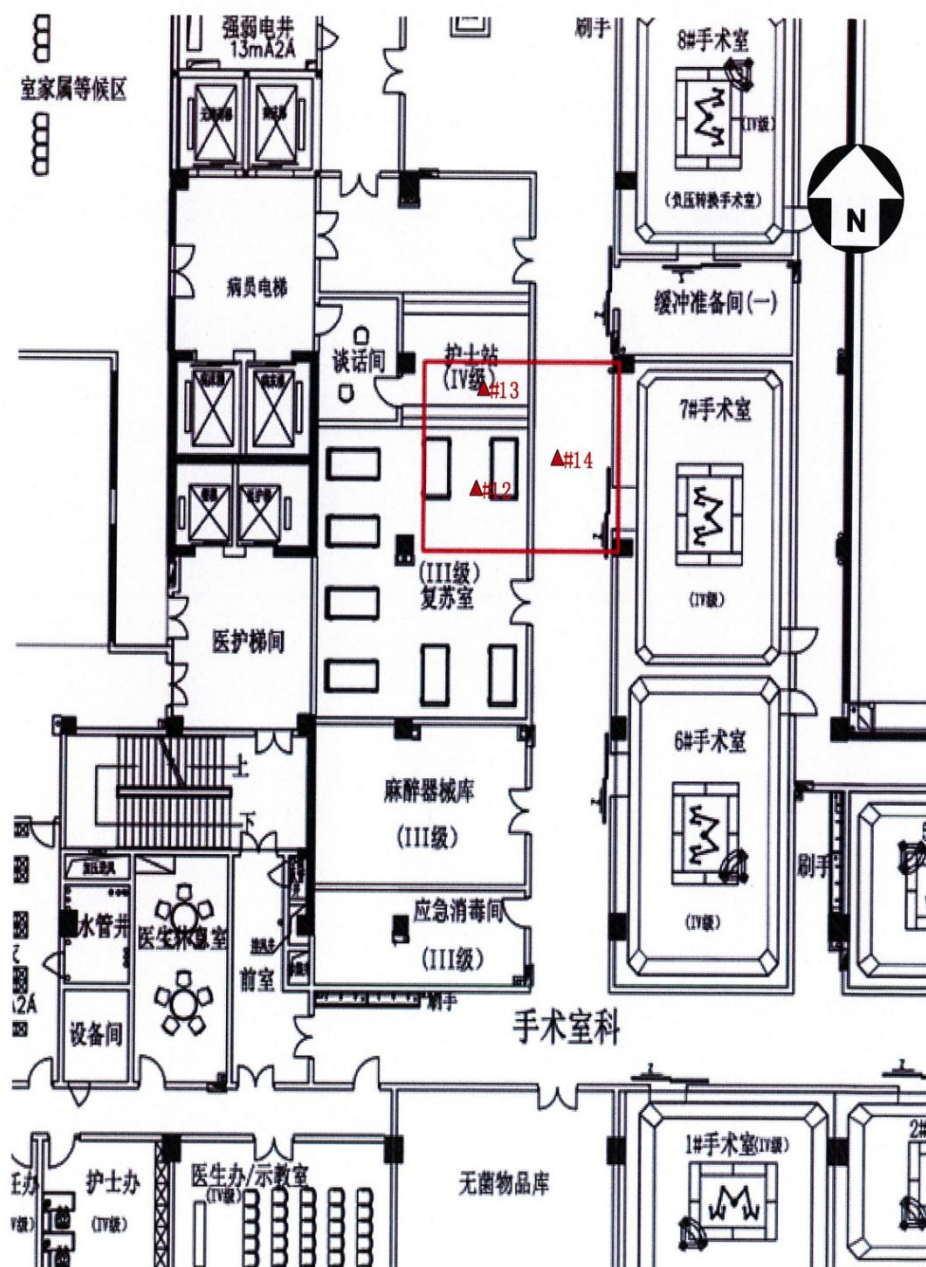 强弱电井
13mA2A
刷手
8#手术室
室家属等候区
(IV级)
(负压转换手术室)
N
病员电梯
缓冲准备间(一)
谈话间
护士站
(IV级)
#13
7#手术室
#14
#12
(III级)
复苏室
(IV级)
医护梯间
6#手术室
上
麻醉器械库
下
(III级)
刷手
应急消毒间
(IV级)
水管井
医生休息室
(III级)
前室
刷手
设备间
手术室科
1#手术室(IV级)
2#
护士办
医生办/示教室
(IV级)
无菌物品库
(IV级)